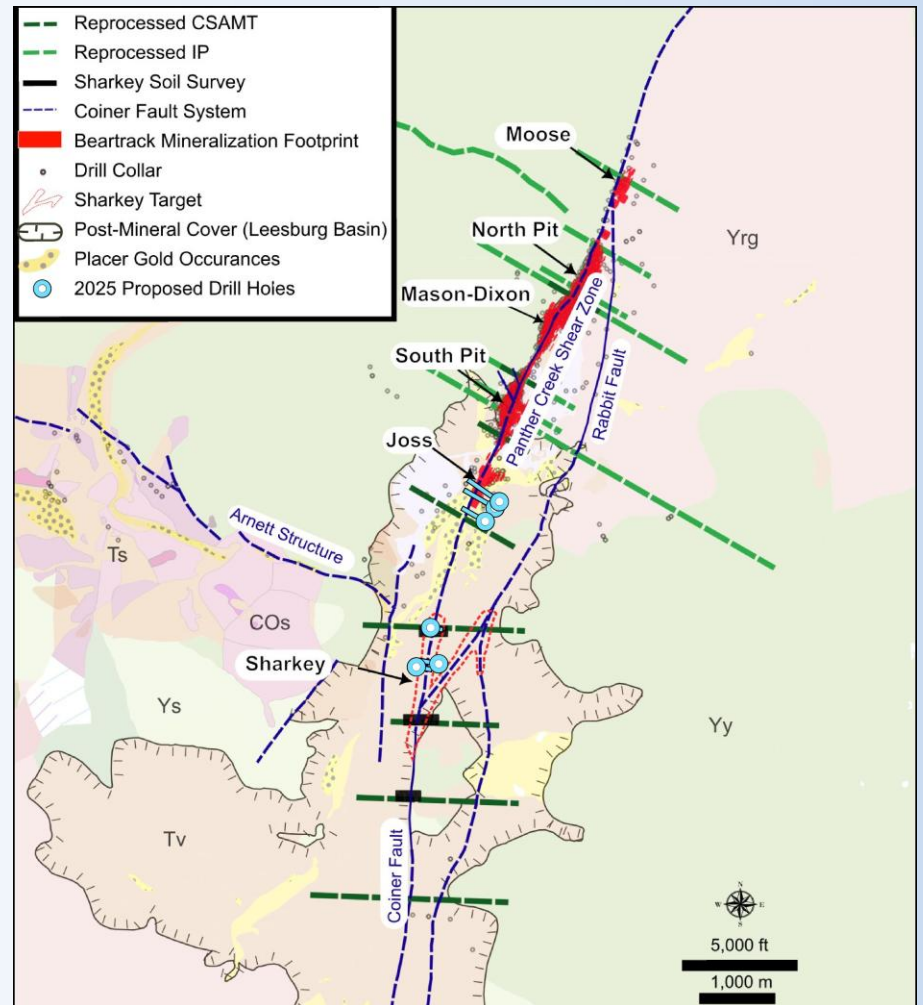 Reprocessed CSAMT
Reprocessed IP
Sharkey Soil Survey
Coiner Fault System
Beartrack Mineralization Footprint
Drill Collar
Sharkey Target
Post-Mineral Cover (Leesburg Basin)
Placer Gold Occurances
2025 Proposed Drill Holes
Moose
North Pit
Yrg
Mason-Dixon
Panther Creek Shear Zone
South Pit
Rabbit Fault
Joss
Arnett Structure
Ts
COs
Sharkey
Ys
Yy
Tv
Coiner Fault
N
W
E
S
5,000 ft
1,000 m